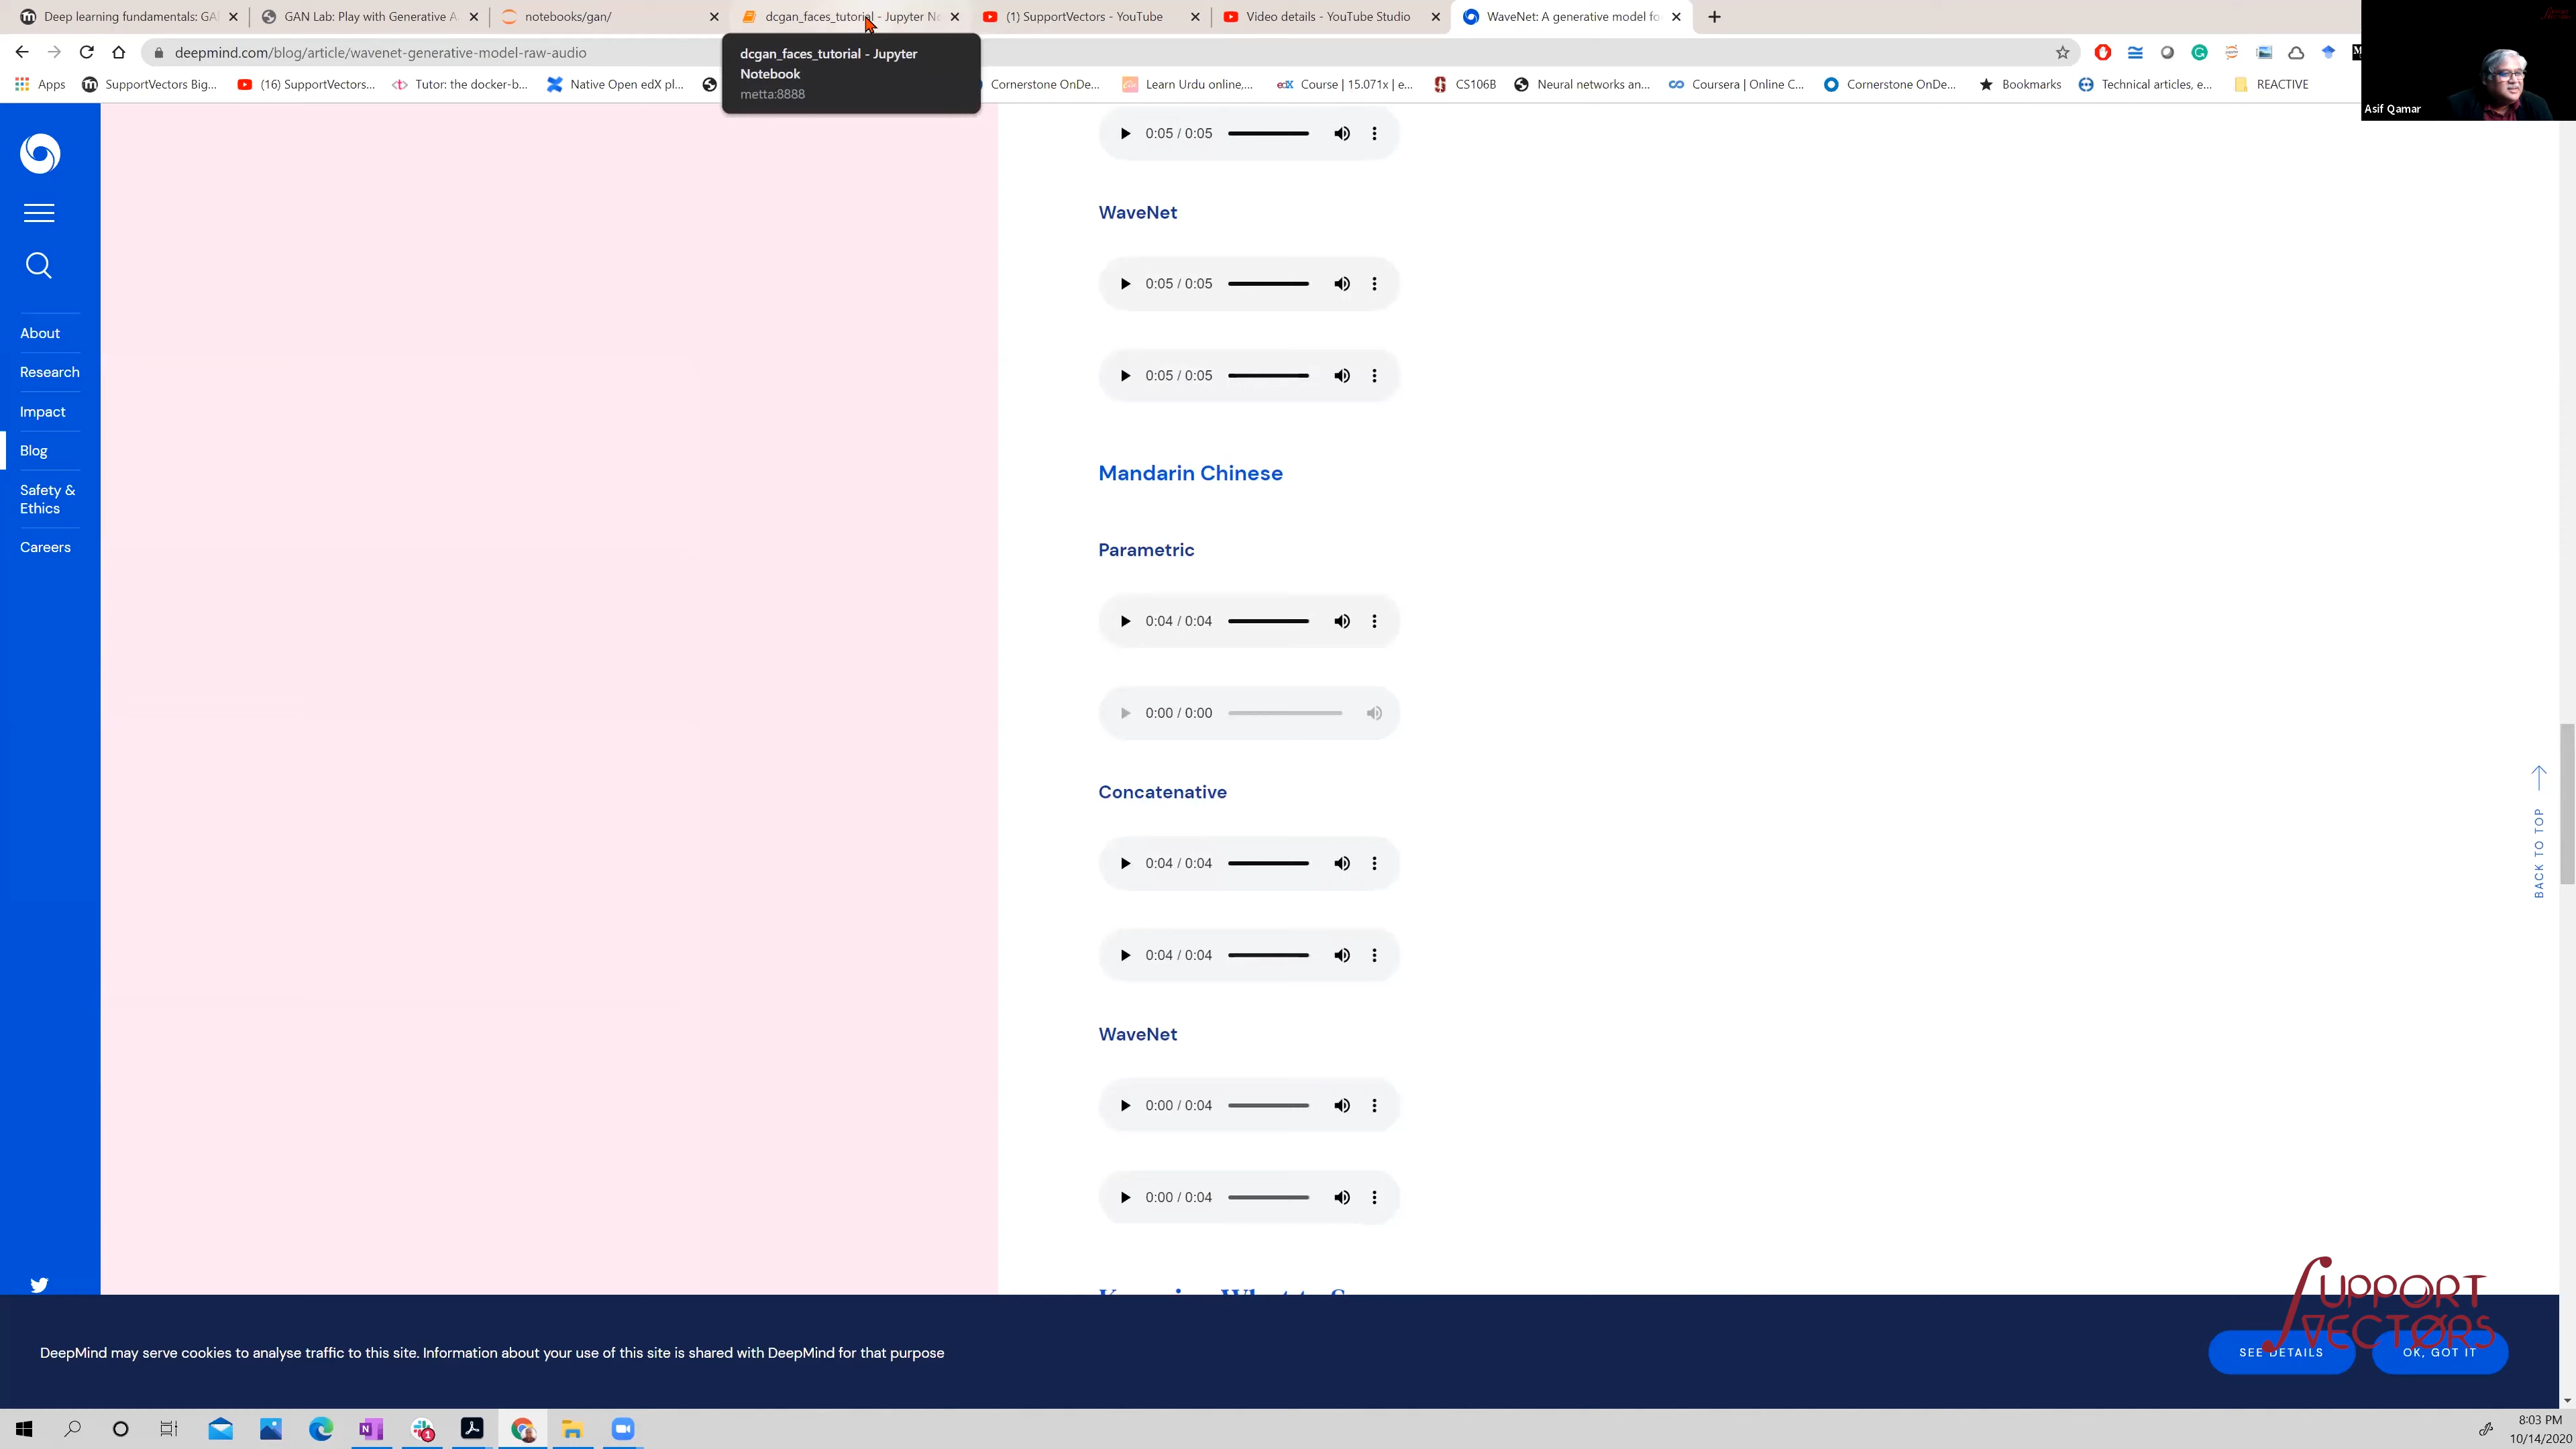 Deep learning fundamentals: GA
GAN Lab: Play with Generative A
notebooks/gan/
dcgan_faces_tutorial - Jupyter No
(1) SupportVectors - YouTube
Video details - YouTube Studio
WaveNet: A generative model fo
deepmind.com/blog/article/wavenet-generative-model-raw-audio
dcgan_faces_tutorial - Jupyter
Notebook
metta:8888
Apps
SupportVectors Big...
(16) SupportVectors...
Tutor: the docker-b...
Native Open edX pl...
Cornerstone OnDe...
Learn Urdu online,...
edX
Course | 15.071x | e...
CS106B
Neural networks an...
Coursera | Online C...
Cornerstone OnDe...
Bookmarks
Technical articles, e...
REACTIVE
Asif Qamar
About
Research
Impact
Blog
Safety &
Ethics
Careers
0:05 / 0:05
WaveNet
0:05 / 0:05
0:05 / 0:05
Mandarin Chinese
Parametric
0:04 / 0:04
0:00 / 0:00
Concatenative
0:04 / 0:04
0:04 / 0:04
WaveNet
0:00 / 0:04
0:00 / 0:04
BACK TO TOP
SUPPORT
VECTORS
DeepMind may serve cookies to analyse traffic to this site. Information about your use of this site is shared with DeepMind for that purpose
SEE DETAILS
OK, GOT IT
1
8:03 PM
10/14/2020